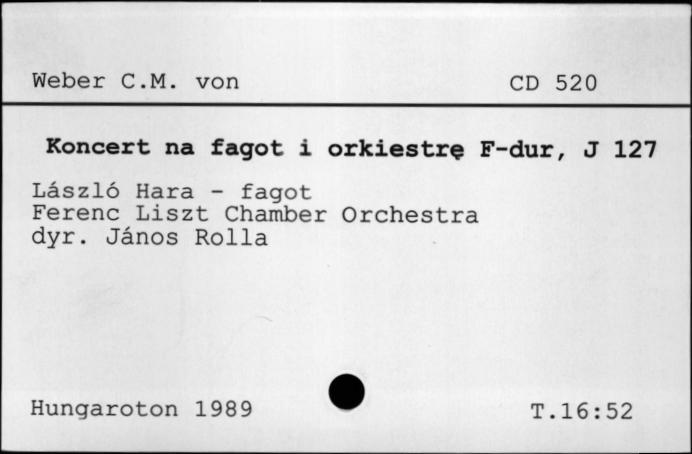 Weber C.M. von CD 520
Koncert na fagot i orkiestrę F-dur, J 127
László Hara - fagot
Ferenc Liszt Chamber Orchestra
dyr. János Rolla
Hungaroton 1989 T.16:52